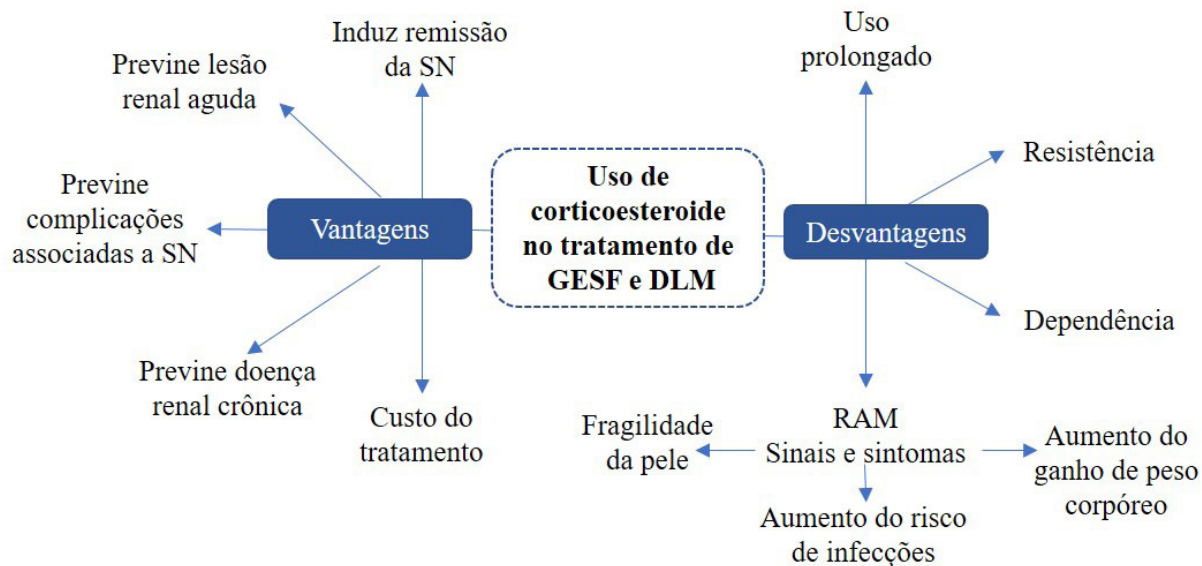 Induz remissão
da SN
Previne lesão
renal aguda
Previne
complicações
associadas a SN
Vantagens
Previne doença
renal crônica
Custo do
tratamento
Uso de
corticoesteroide
no tratamento de
GESF e DLM
Uso
prolongado
Resistência
Desvantagens
Dependência
RAM
Sinais e sintomas
Fragilidade
da pele
Aumento do risco
de infecções
Aumento do
ganho de peso
corpóreo